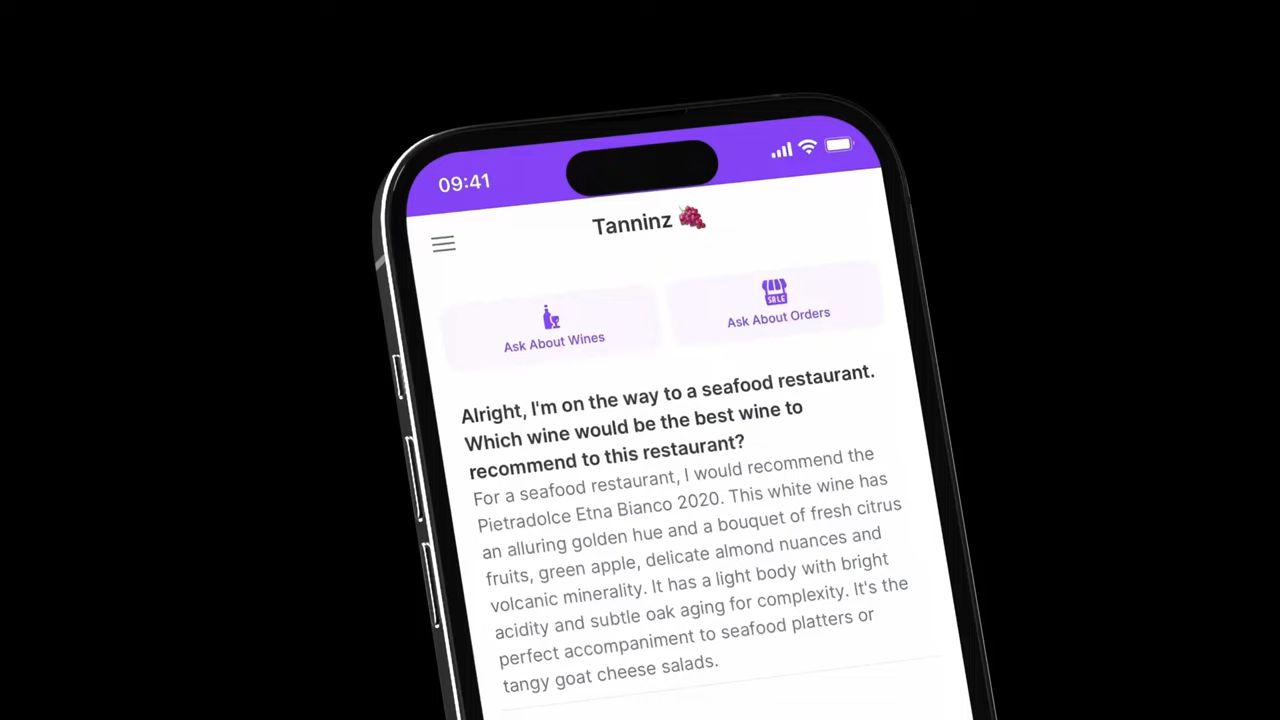 09:41
Tanninz
Ask About Wines
SALE
Ask About Orders
Alright, I'm on the way to a seafood restaurant.
Which wine would be the best wine to
recommend to this restaurant?
For a seafood restaurant, I would recommend the
Pietradolce Etna Bianco 2020. This white wine has
an alluring golden hue and a bouquet of fresh citrus
fruits, green apple, delicate almond nuances and
volcanic minerality. It has a light body with bright
acidity and subtle oak aging for complexity. It's the
perfect accompaniment to seafood platters or
tangy goat cheese salads.